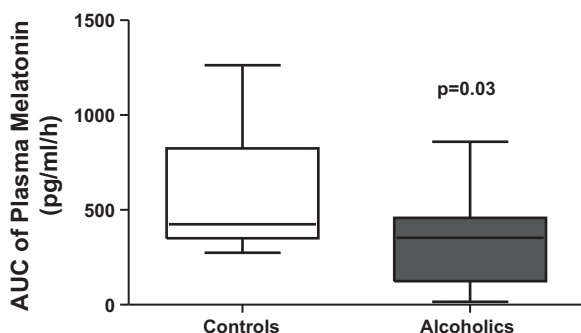 AUC of Plasma Melatonin
(pg/ml/h)
1500
1000
500
0
p=0.03
Controls
Alcoholics